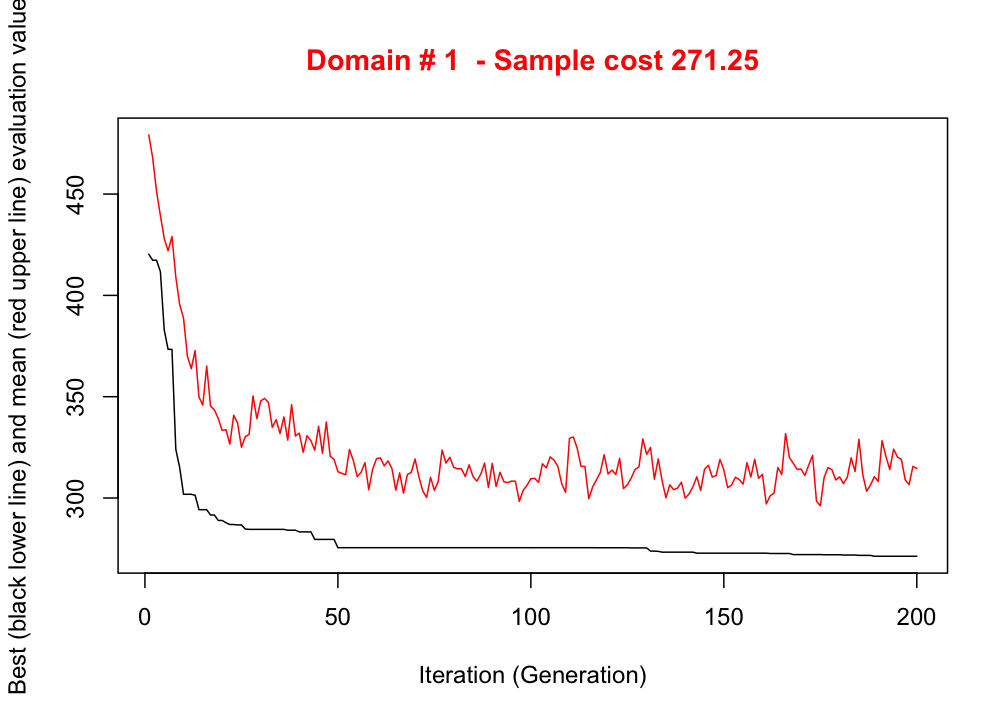 Domain # 1  - Sample cost 271.25
Best (black lower line) and mean (red upper line) evaluation value
450
400
350
300
0 50 100 150 200
Iteration (Generation)